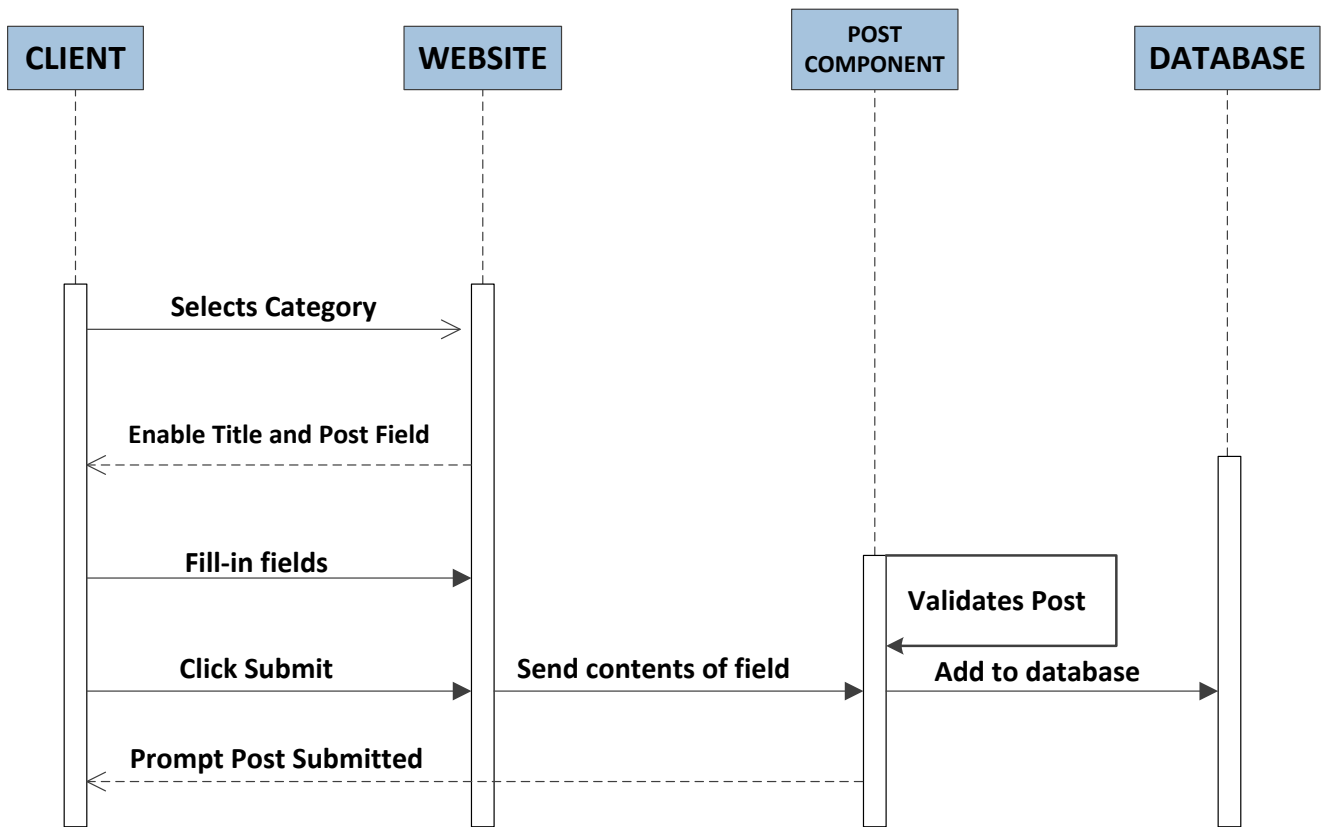 CLIENT
WEBSITE
POST
COMPONENT
DATABASE
Selects Category
Enable Title and Post Field
Fill-in fields
Validates Post
Click Submit
Send contents of field
Add to database
Prompt Post Submitted